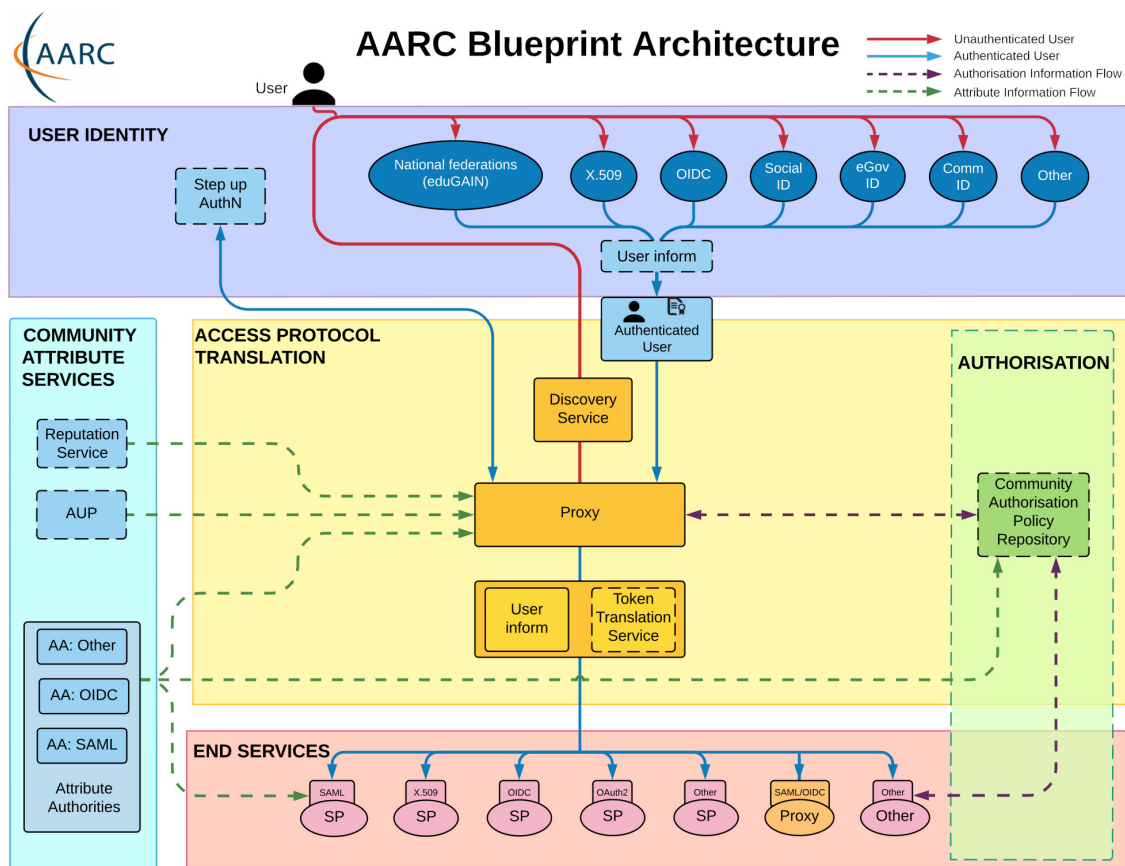 AARC
AARC Blueprint Architecture
Unauthenticated User
Authenticated User
Authorisation Information Flow
Attribute Information Flow
User
USER IDENTITY
Step up
AuthN
National federations
(eduGAIN)
X.509
OIDC
Social
ID
eGov
ID
Comm
ID
Other
User inform
Authenticated
User
COMMUNITY
ATTRIBUTE
SERVICES
ACCESS PROTOCOL
TRANSLATION
AUTHORISATION
Discovery
Service
Reputation
Service
AUP
Proxy
Community
Authorisation
Policy
Repository
User
inform
Token
Translation
Service
AA: Other
AA: OIDC
AA: SAML
Attribute
Authorities
END SERVICES
SAML
SP
X.509
SP
OIDC
SP
OAuth2
SP
Other
SP
SAML/OIDC
Proxy
Other
Other